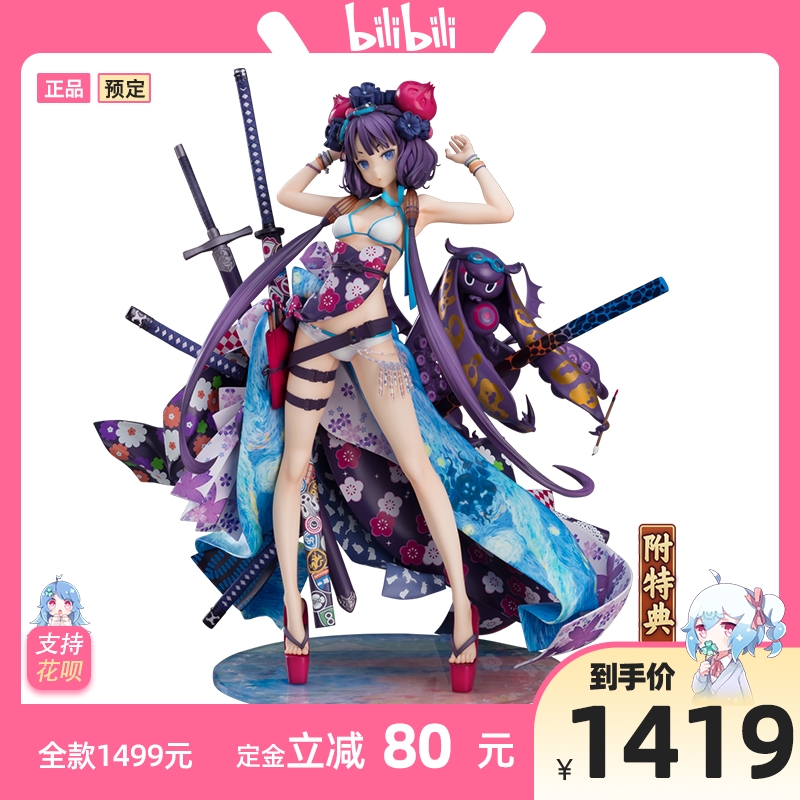 bilibili
正品 预定
附特典
支持
花呗
到手价
全款1499元 定金立减 80 元
¥1419